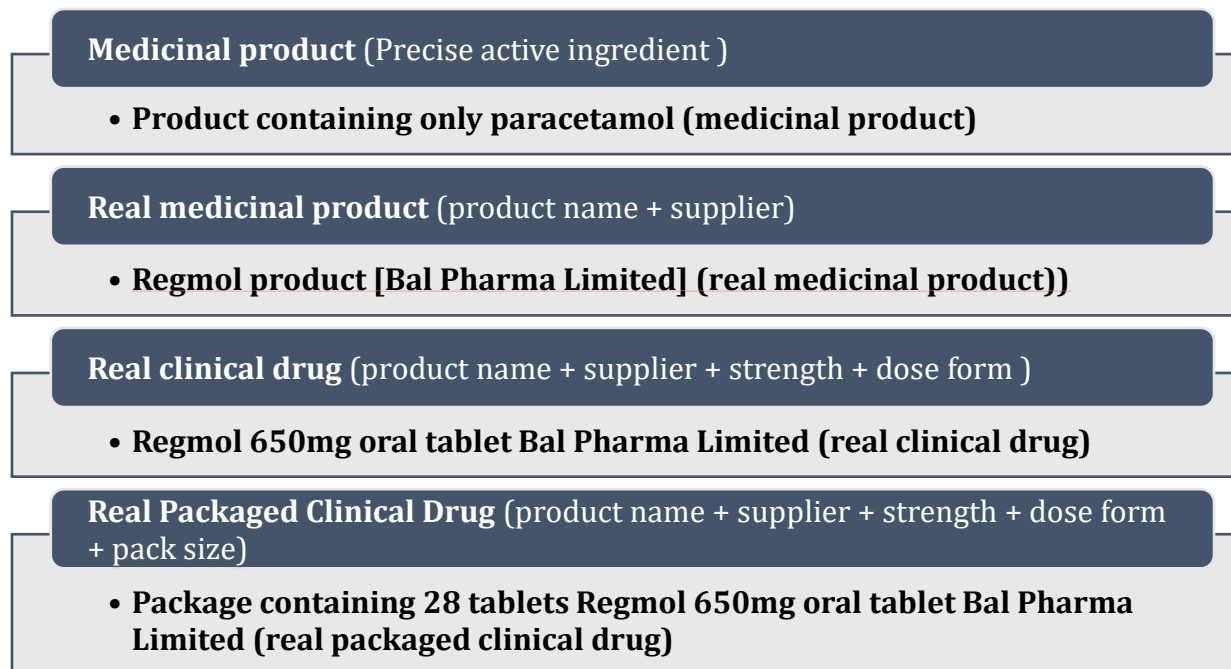 Medicinal product (Precise active ingredient )
• Product containing only paracetamol (medicinal product)
Real medicinal product (product name + supplier)
• Regmol product [Bal Pharma Limited] (real medicinal product))
Real clinical drug (product name + supplier + strength + dose form )
• Regmol 650mg oral tablet Bal Pharma Limited (real clinical drug)
Real Packaged Clinical Drug (product name + supplier + strength + dose form
+ pack size)
• Package containing 28 tablets Regmol 650mg oral tablet Bal Pharma
Limited (real packaged clinical drug)